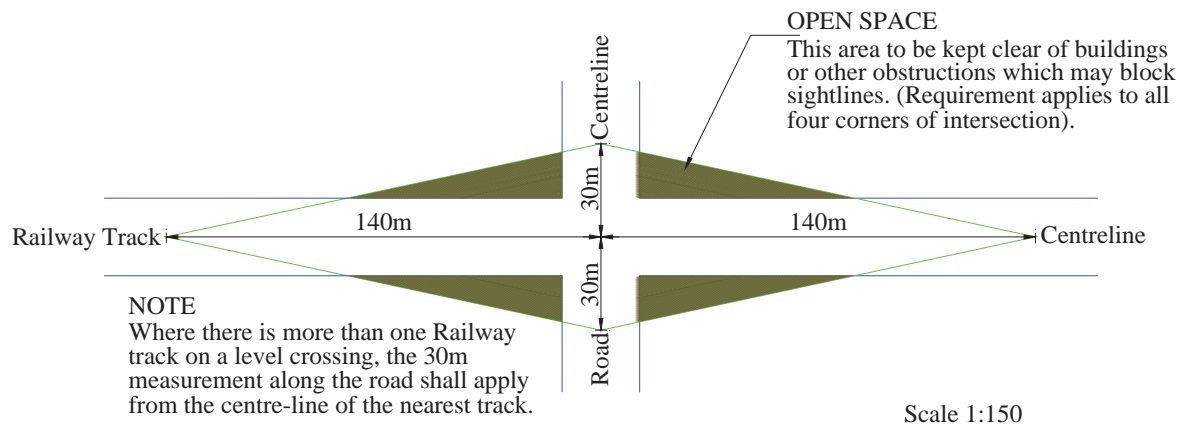 OPEN SPACE
This area to be kept clear of buildings
or other obstructions which may block
sightlines. (Requirement applies to all
four corners of intersection).
Centreline
30m
140m
140m
Railway Track
Centreline
30m
Road
NOTE
Where there is more than one Railway
track on a level crossing, the 30m
measurement along the road shall apply
from the centre-line of the nearest track.
Scale 1:150